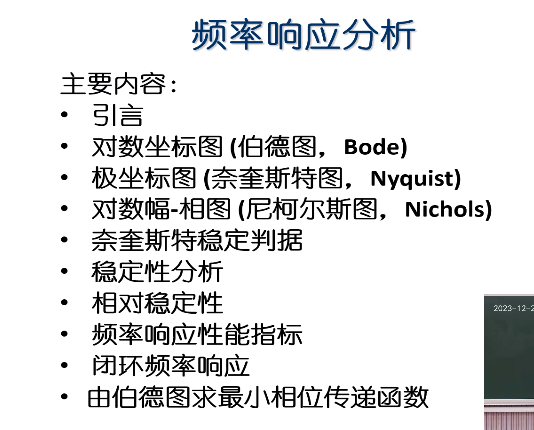 频率响应分析
主要内容：
• 引言
• 对数坐标图 (伯德图，Bode)
• 极坐标图 (奈奎斯特图，Nyquist)
• 对数幅-相图 (尼柯尔斯图，Nichols)
• 奈奎斯特稳定判据
• 稳定性分析
• 相对稳定性
• 频率响应性能指标
• 闭环频率响应
• 由伯德图求最小相位传递函数
2023-12-2